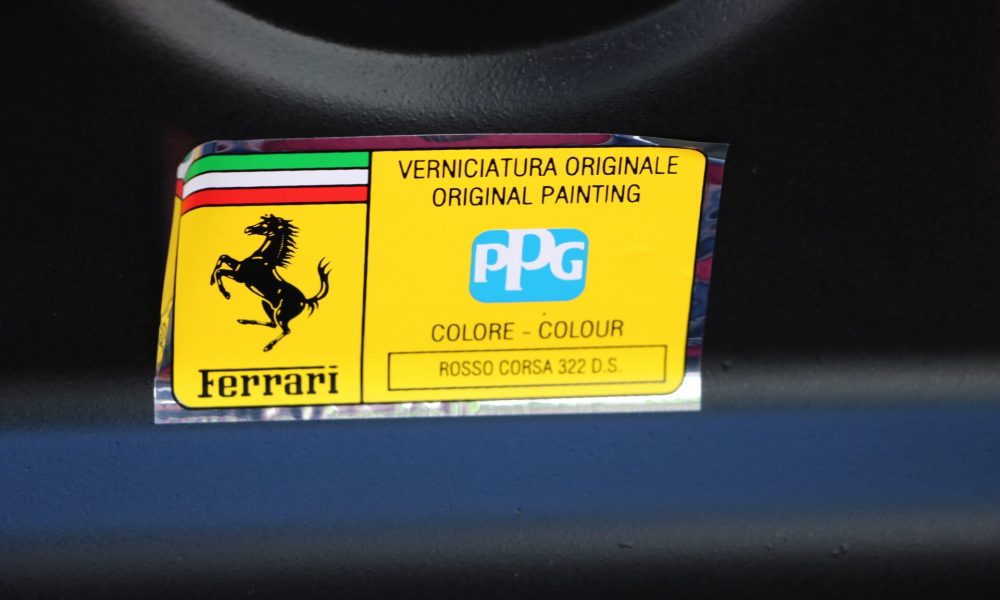 VERNICIATURA ORIGINALE
ORIGINAL PAINTING
PPG
COLORE - COLOUR
ROSSO CORSA 322 D.S.
Ferrari